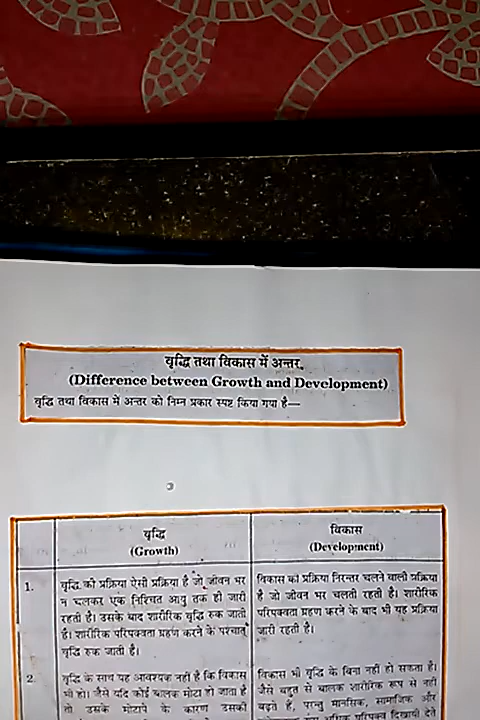 वृद्धि तथा विकास में अन्तर
(Difference between Growth and Development)
वृद्धि तथा विकास में अन्तर को निम्न प्रकार स्पष्ट किया गया है—
वृद्धि
(Growth)
विकास
(Development)
1.
वृद्धि की प्रक्रिया ऐसी प्रक्रिया है जो जीवन भर
न चलकर एक निश्चित आयु तक ही जारी
रहती है। उसके बाद शारीरिक वृद्धि रुक जाती
है। शारीरिक परिपक्वता ग्रहण करने के पश्चात्
वृद्धि रुक जाती है।
विकास की प्रक्रिया निरन्तर चलने वाली प्रक्रिया
है जो जीवन भर चलती रहती है। शारीरिक
परिपक्वता ग्रहण करने के बाद भी यह प्रक्रिया
जारी रहती है।
2.
वृद्धि के साथ यह आवश्यक नहीं है कि विकास
भी हो। जैसे यदि कोई बालक मोटा हो जाता है
तो उसके मोटापे के कारण उसकी
विकास भी वृद्धि के बिना नहीं हो सकता है।
जैसे बहुत से बालक शारीरिक रूप से नहीं
बढ़ते हैं, परन्तु मानसिक, सामाजिक और
परिपक्व दिखायी देते